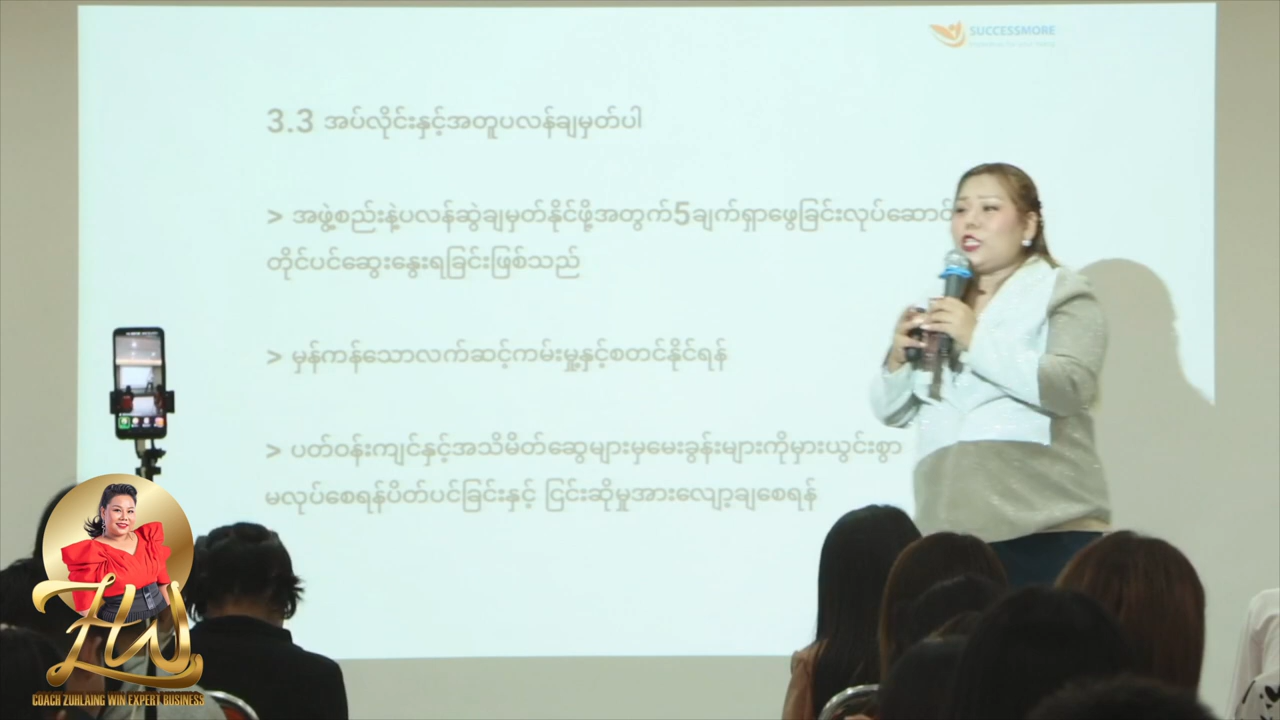 SUCCESSMORE
3.3 အပ်လိုင်းနှင့်အတူပလန်ချမှတ်ပါ
> အဖွဲ့စည်းနဲ့ပလန်ဆွဲချမှတ်နိုင်ဖို့အတွက်5ချက်ရှာဖွေခြင်းလုပ်ဆောင်
တိုင်ပင်ဆွေးနွေးရခြင်းဖြစ်သည်
> မှန်ကန်သောလက်ဆင့်ကမ်းမှု့နှင့်စတင်နိုင်ရန်
> ပတ်ဝန်းကျင်နှင့်အသိမိတ်ဆွေများမှမေးခွန်းများကိုမှားယွင်းစွာ
မလုပ်စေရန်ပိတ်ပင်ခြင်းနှင့် ငြင်းဆိုမှုအားလျော့ချစေရန်
ZW
COACH ZUHLAING WIN EXPERT BUSINESS